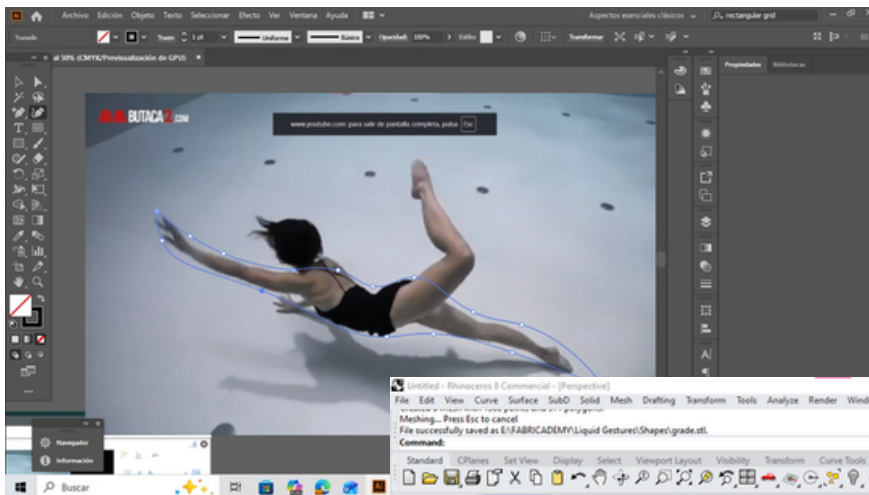 Archivo Edición Objeto Texto Seleccionar Efecto Ver Ventana Ayuda
Aspectos esenciales clásicos
rectangular grid
Trazado
Trazo: 1 pt
Uniforme
Básico
Opacidad: 100%
Estilo:
Transformar
al 50% (CMYK/Previsualización de GPU)
Propiedades Bibliotecas
BUTACA2.COM
www.youtube.com: para salir de pantalla completa, pulsa Esc
Untitled - Rhinoceros 8 Commercial - [Perspective]
File Edit View Curve Surface SubD Solid Mesh Drafting Transform Tools Analyze Render Wind
Meshing... Press Esc to cancel
File successfully saved as E:\FABRICADEMY\Liquid Gestures\Shapes\grade.stl.
Command:
Standard CPlanes Set View Display Select Viewport Layout Visibility Transform Curve Tools
Navegador
Información
Buscar